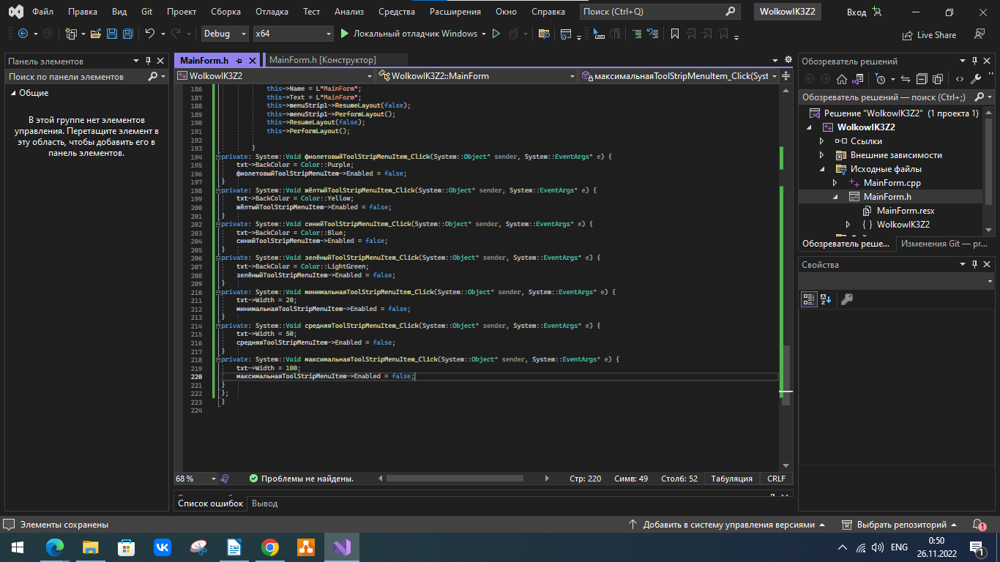 Файл Правка Вид Git Проект Сборка Отладка Тест Анализ Средства Расширения Окно Справка Поиск (Ctrl+Q) WolkowIK3Z2 Вход
Debug x64 Локальный отладчик Windows Live Share
Панель элементов
Поиск по панели элементов
Общие
В этой группе нет элементов
управления. Перетащите элемент в
эту область, чтобы добавить его в
панель элементов.
MainForm.h MainForm.h [Конструктор]
WolkowIK3Z2 WolkowIK3Z2::MainForm максимальнаяToolStripMenuItem_Click(Syst
186 this->Name = L"MainForm";
187 this->Text = L"MainForm";
188 this->menuStrip1->ResumeLayout(false);
189 this->menuStrip1->PerformLayout();
190 this->ResumeLayout(false);
191 this->PerformLayout();
192
193 }
194 private: System::Void фиолетовыйToolStripMenuItem_Click(System::Object^ sender, System::EventArgs^ e) {
195 txt->BackColor = Color::Purple;
196 фиолетовыйToolStripMenuItem->Enabled = false;
197 }
198 private: System::Void жёлтыйToolStripMenuItem_Click(System::Object^ sender, System::EventArgs^ e) {
199 txt->BackColor = Color::Yellow;
200 жёлтыйToolStripMenuItem->Enabled = false;
201 }
202 private: System::Void синийToolStripMenuItem_Click(System::Object^ sender, System::EventArgs^ e) {
203 txt->BackColor = Color::Blue;
204 синийToolStripMenuItem->Enabled = false;
205 }
206 private: System::Void зелёныйToolStripMenuItem_Click(System::Object^ sender, System::EventArgs^ e) {
207 txt->BackColor = Color::LightGreen;
208 зелёныйToolStripMenuItem->Enabled = false;
209 }
210 private: System::Void минимальнаяToolStripMenuItem_Click(System::Object^ sender, System::EventArgs^ e) {
211 txt->Width = 20;
212 минимальнаяToolStripMenuItem->Enabled = false;
213 }
214 private: System::Void средняяToolStripMenuItem_Click(System::Object^ sender, System::EventArgs^ e) {
215 txt->Width = 50;
216 средняяToolStripMenuItem->Enabled = false;
217 }
218 private: System::Void максимальнаяToolStripMenuItem_Click(System::Object^ sender, System::EventArgs^ e) {
219 txt->Width = 100;
220 максимальнаяToolStripMenuItem->Enabled = false;
221 }
222 };
223 }
224
68 % Проблемы не найдены. Стр: 220 Симв: 49 Столб: 52 Табуляция CRLF
Список ошибок Вывод
Обозреватель решений
Обозреватель решений — поиск (Ctrl+;)
Решение "WolkowIK3Z2" (1 проекта 1)
WolkowIK3Z2
Ссылки
Внешние зависимости
Исходные файлы
MainForm.cpp
MainForm.h
MainForm.resx
{ } WolkowIK3Z2
Обозреватель реше... Изменения Git — pr...
Свойства
Элементы сохранены Добавить в систему управления версиями Выбрать репозиторий 1
ENG 0:50
26.11.2022 1